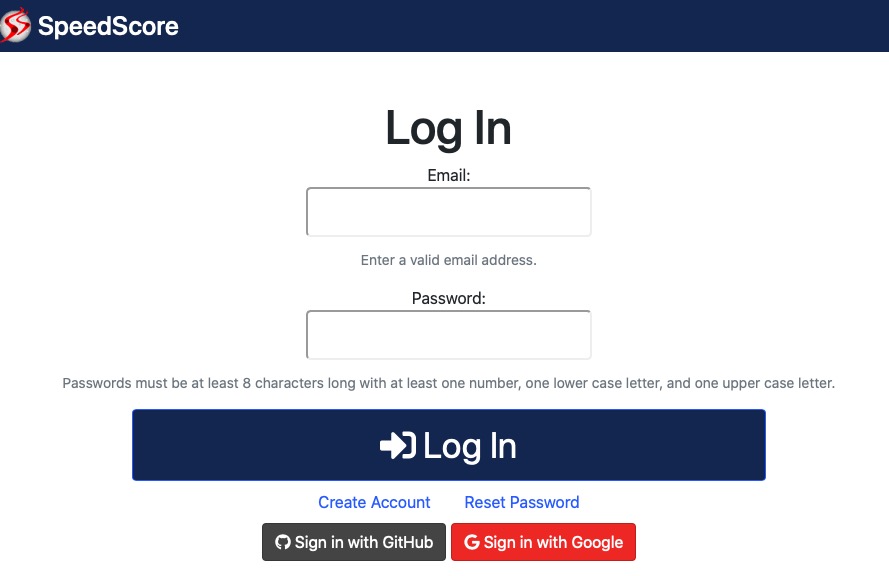 SpeedScore
Log In
Email:
Enter a valid email address.
Password:
Passwords must be at least 8 characters long with at least one number, one lower case letter, and one upper case letter.
Log In
Create Account Reset Password
Sign in with GitHub Sign in with Google